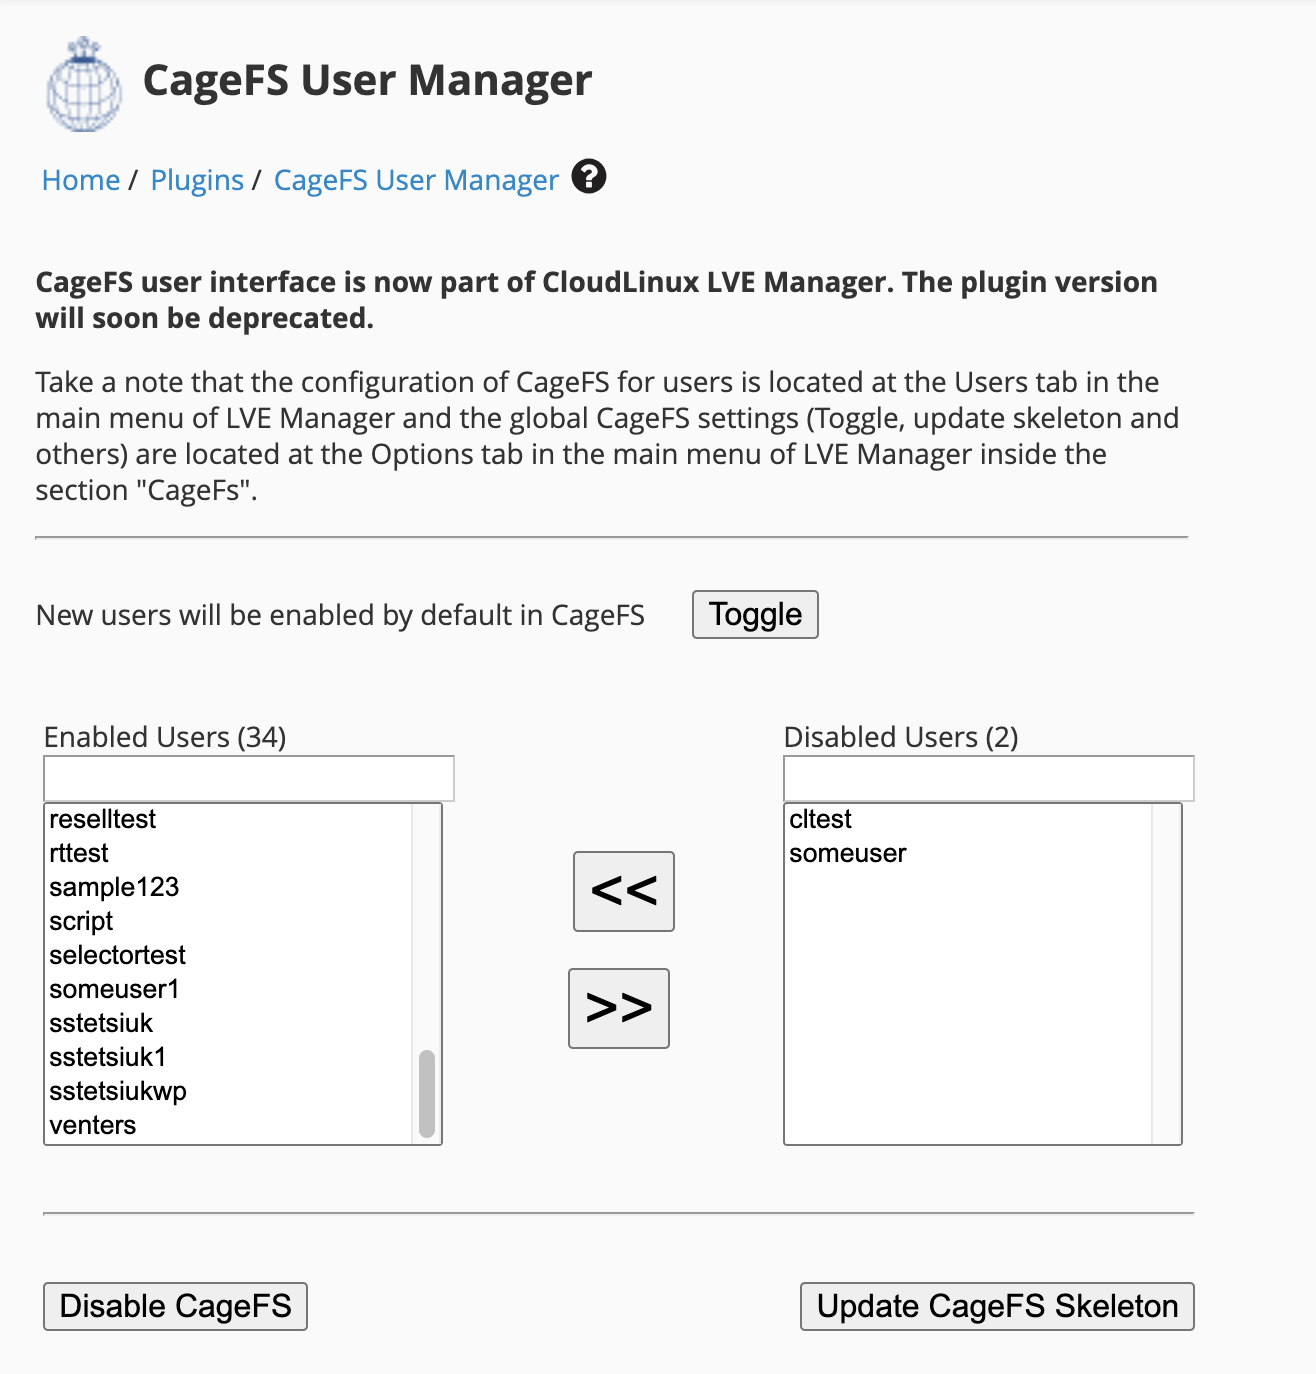 CageFS User Manager
Home / Plugins / CageFS User Manager ?
CageFS user interface is now part of CloudLinux LVE Manager. The plugin version
will soon be deprecated.
Take a note that the configuration of CageFS for users is located at the Users tab in the
main menu of LVE Manager and the global CageFS settings (Toggle, update skeleton and
others) are located at the Options tab in the main menu of LVE Manager inside the
section "CageFs".
New users will be enabled by default in CageFS
Toggle
Enabled Users (34)
reselltest
rttest
sample123
script
selectortest
someuser1
sstetsiuk
sstetsiuk1
sstetsiukwp
venters
<<
>>
Disabled Users (2)
cltest
someuser
Disable CageFS
Update CageFS Skeleton